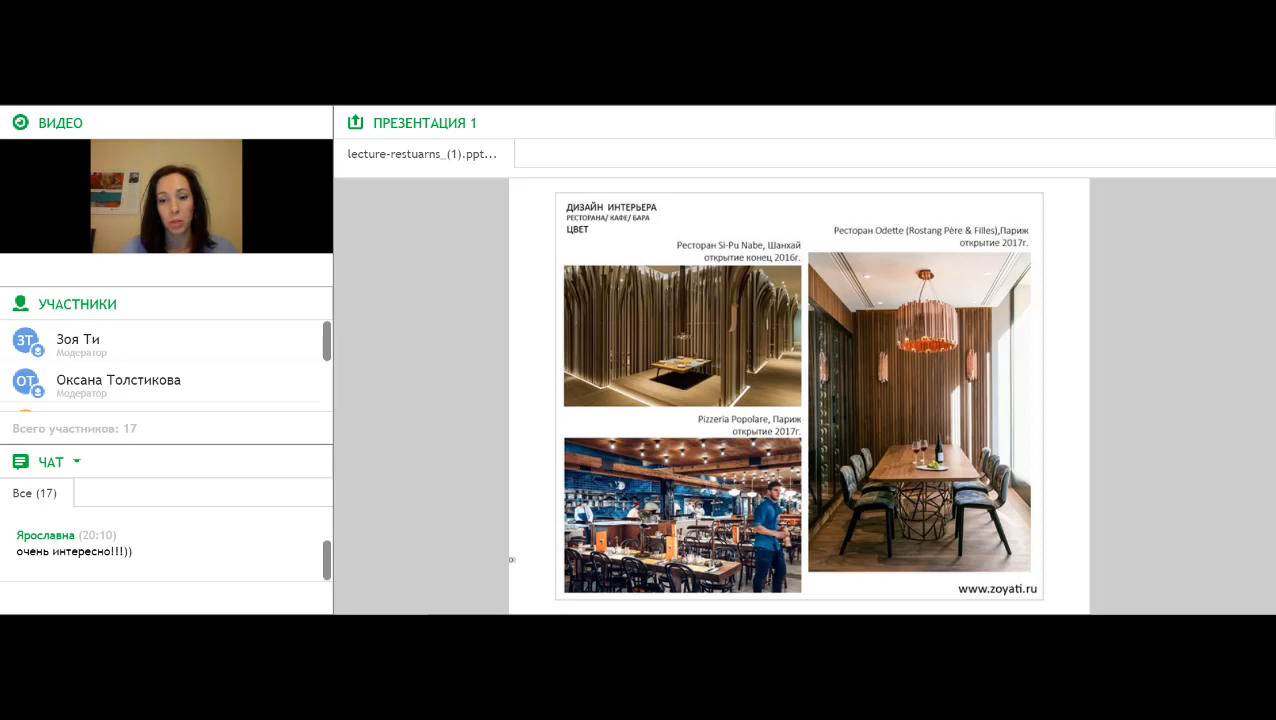 ВИДЕО
УЧАСТНИКИ
ЗТ
Зоя Ти
Модератор
ОТ
Оксана Толстикова
Модератор
Всего участников: 17
ЧАТ
Все (17)
Ярославна (20:10)
очень интересно!!!))
ПРЕЗЕНТАЦИЯ 1
lecture-restuarns_(1).ppt...
ДИЗАЙН ИНТЕРЬЕРА
РЕСТОРАНА/ КАФЕ/ БАРА
ЦВЕТ
Ресторан Si-Pu Nabe, Шанхай
открытие конец 2016г.
Pizzeria Popolare, Париж
открытие 2017г.
Ресторан Odette (Rostang Père & Filles),Париж
открытие 2017г.
www.zoyati.ru